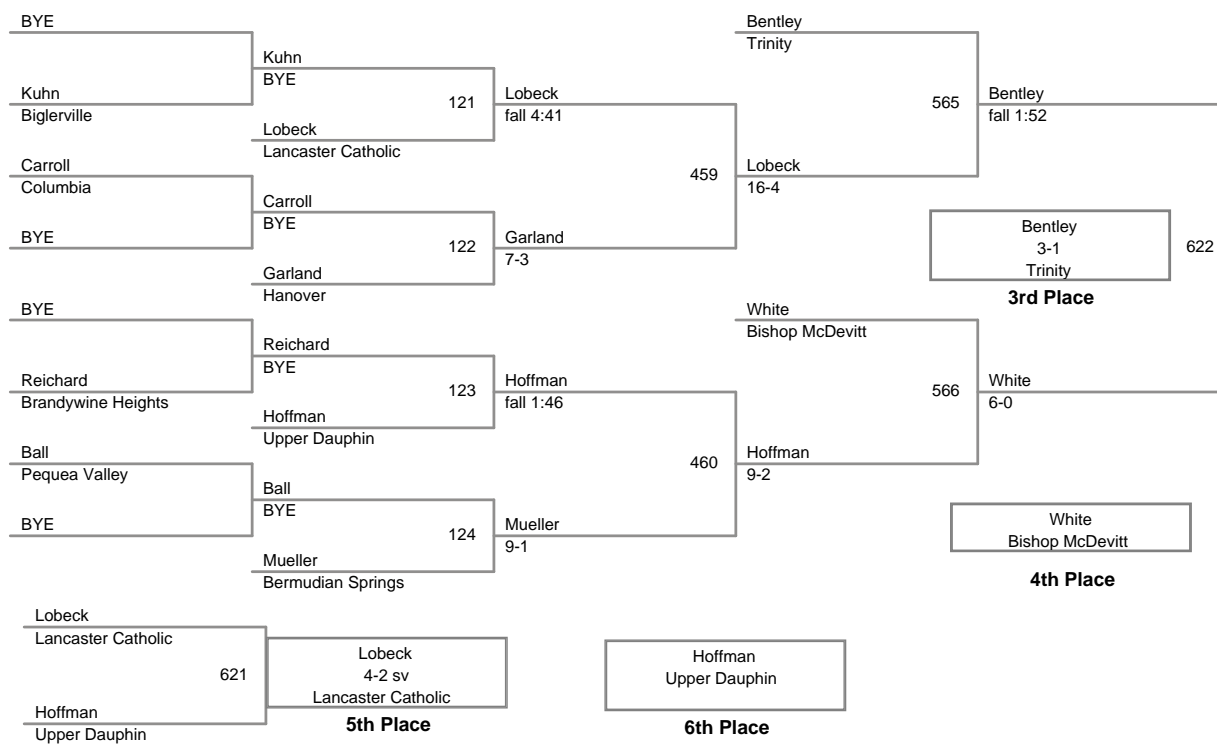 BYE
Kuhn
Biglerville
Carroll
Columbia
BYE
BYE
Reichard
Brandywine Heights
Ball
Pequea Valley
BYE
Kuhn
BYE
121
Lobeck
Lancaster Catholic
Carroll
BYE
122
Garland
Hanover
Reichard
BYE
123
Hoffman
Upper Dauphin
Ball
BYE
124
Mueller
Bermudian Springs
Lobeck
fall 4:41
459
Garland
7-3
Hoffman
fall 1:46
460
Mueller
9-1
Bentley
Trinity
565
Lobeck
16-4
White
Bishop McDevitt
566
Hoffman
9-2
Bentley
fall 1:52
Bentley
3-1
Trinity
622
3rd Place
White
6-0
White
Bishop McDevitt
4th Place
Lobeck
Lancaster Catholic
621
Hoffman
Upper Dauphin
Lobeck
4-2 sv
Lancaster Catholic
5th Place
Hoffman
Upper Dauphin
6th Place